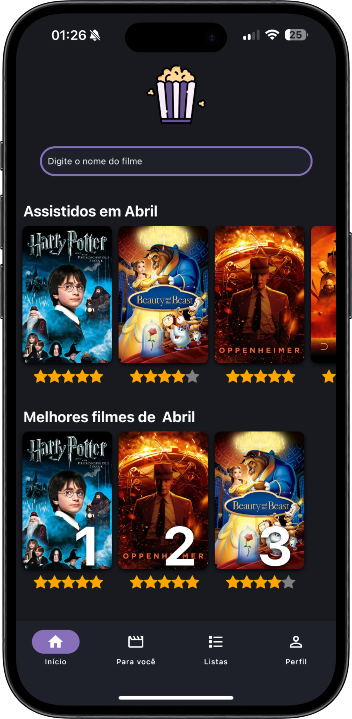 01:26
25
Digite o nome do filme
Assistidos em Abril
Harry Potter
Beauty AND THE Beast
OPPENHEIMER
Melhores filmes de Abril
Harry Potter
1
OPPENHEIMER
2
Beauty AND THE Beast
3
Início
Para você
Listas
Perfil